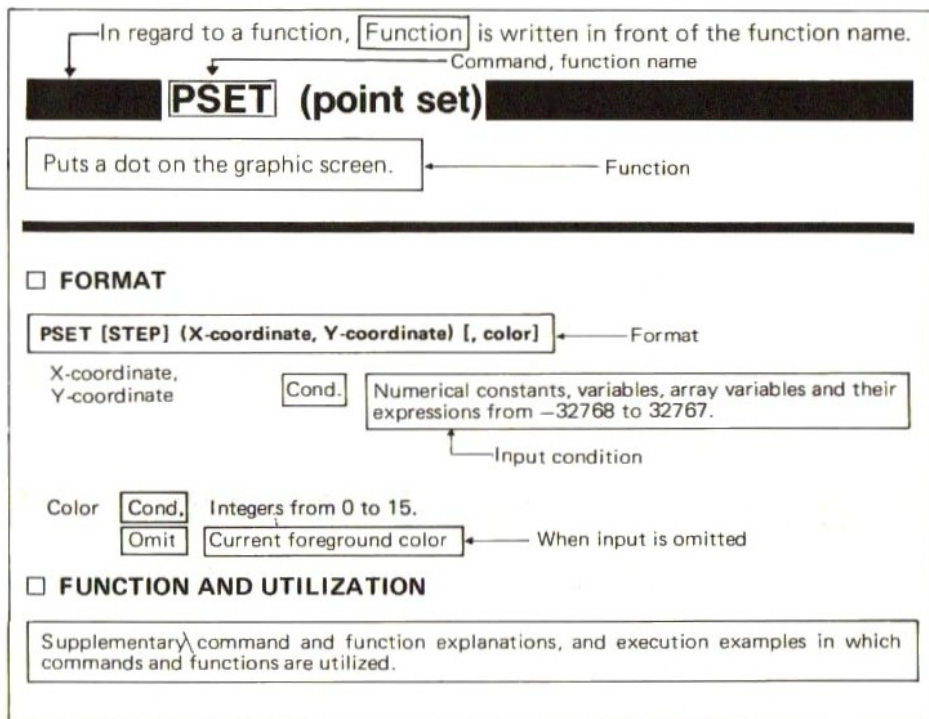 In regard to a function, Function is written in front of the function name.
Command, function name
PSET (point set)
Puts a dot on the graphic screen.
Function
□ FORMAT
PSET [STEP] (X-coordinate, Y-coordinate) [, color]
Format
X-coordinate,
Y-coordinate
Cond.
Numerical constants, variables, array variables and their
expressions from −32768 to 32767.
Input condition
Color Cond. Integers from 0 to 15.
Omit Current foreground color When input is omitted
□ FUNCTION AND UTILIZATION
Supplementary command and function explanations, and execution examples in which
commands and functions are utilized.